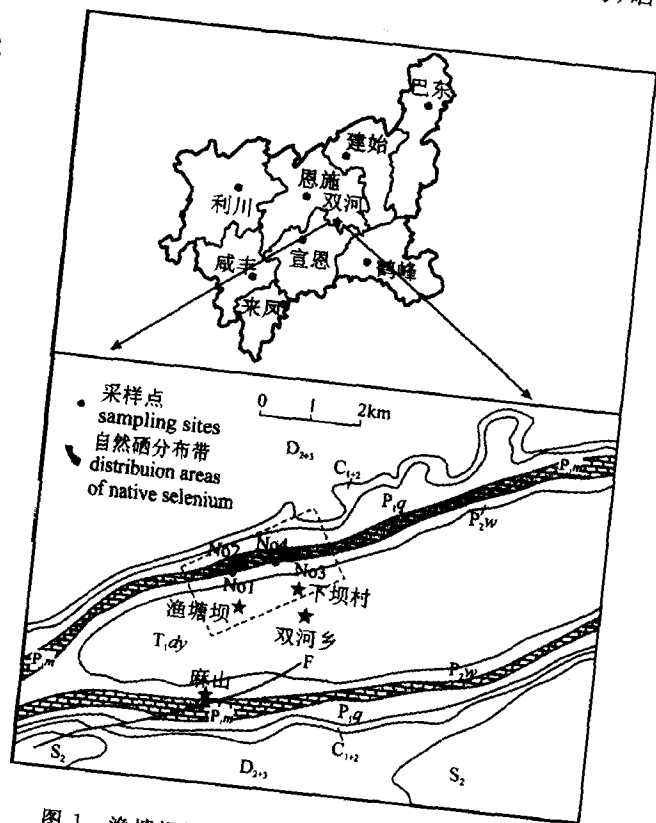 巴东
建始
恩施
双河
利川
咸丰
宣恩
鹤峰
来凤
采样点
sampling sites
自然硒分布带
distribuion areas
of native selenium
0 1 2km
D₂₊₃
C₁₊₂
P₁q
P₁m
P₂w
No2
No4
No1
No3
渔塘坝
下坝村
双河乡
T₁dy
F
P₁m
麻山
P₂w
P₁m
P₁q
C₁₊₂
S₂
D₂₊₃
S₂
图 1